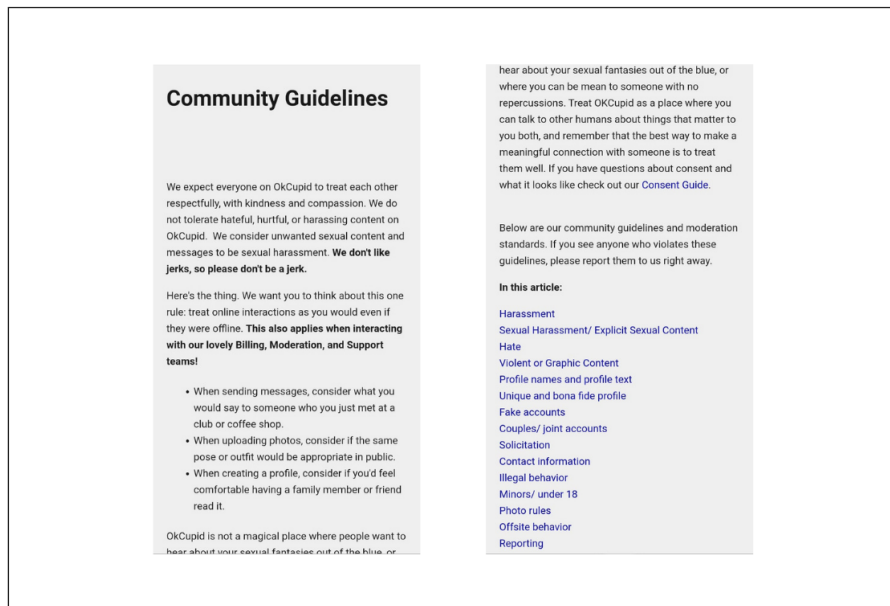 Community Guidelines
We expect everyone on OkCupid to treat each other
respectfully, with kindness and compassion. We do
not tolerate hateful, hurtful, or harassing content on
OkCupid.  We consider unwanted sexual content and
messages to be sexual harassment. We don't like
jerks, so please don't be a jerk.
Here's the thing. We want you to think about this one
rule: treat online interactions as you would even if
they were offline. This also applies when interacting
with our lovely Billing, Moderation, and Support
teams!
• When sending messages, consider what you
would say to someone who you just met at a
club or coffee shop.
• When uploading photos, consider if the same
pose or outfit would be appropriate in public.
• When creating a profile, consider if you'd feel
comfortable having a family member or friend
read it.
OkCupid is not a magical place where people want to
hear about your sexual fantasies out of the blue, or
hear about your sexual fantasies out of the blue, or
where you can be mean to someone with no
repercussions. Treat OKCupid as a place where you
can talk to other humans about things that matter to
you both, and remember that the best way to make a
meaningful connection with someone is to treat
them well. If you have questions about consent and
what it looks like check out our Consent Guide.
Below are our community guidelines and moderation
standards. If you see anyone who violates these
guidelines, please report them to us right away.
In this article:
Harassment
Sexual Harassment/ Explicit Sexual Content
Hate
Violent or Graphic Content
Profile names and profile text
Unique and bona fide profile
Fake accounts
Couples/ joint accounts
Solicitation
Contact information
Illegal behavior
Minors/ under 18
Photo rules
Offsite behavior
Reporting